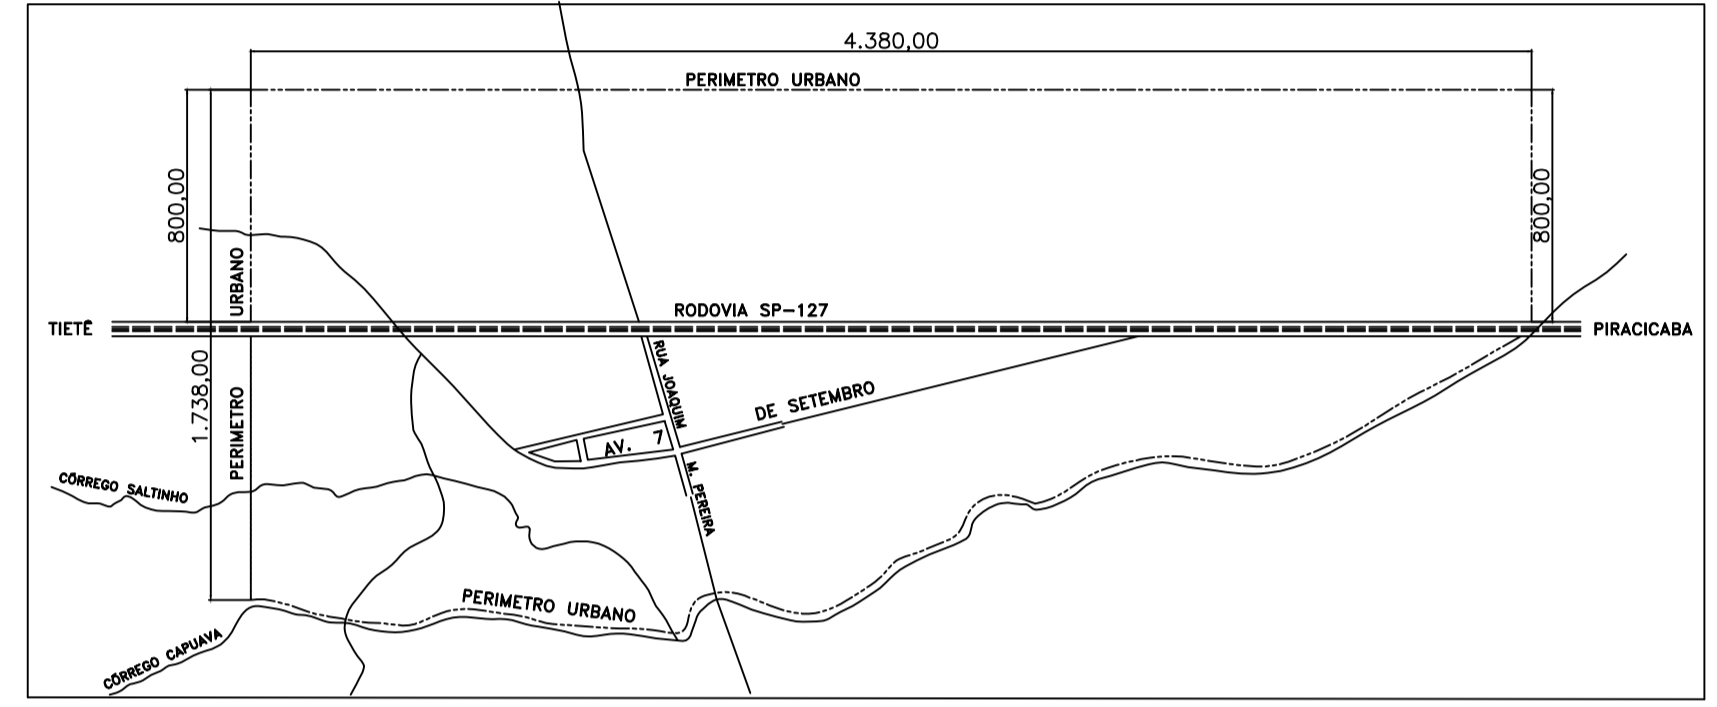 4.380,00
PERIMETRO URBANO
800,00
800,00
PERIMETRO URBANO
RODOVIA SP-127
TIETÊ
PIRACICABA
1.738,00
RUA JOAQUIM M. PEREIRA
AV. 7 DE SETEMBRO
CÓRREGO SALTINHO
PERIMETRO URBANO
CÓRREGO CAPUAVA